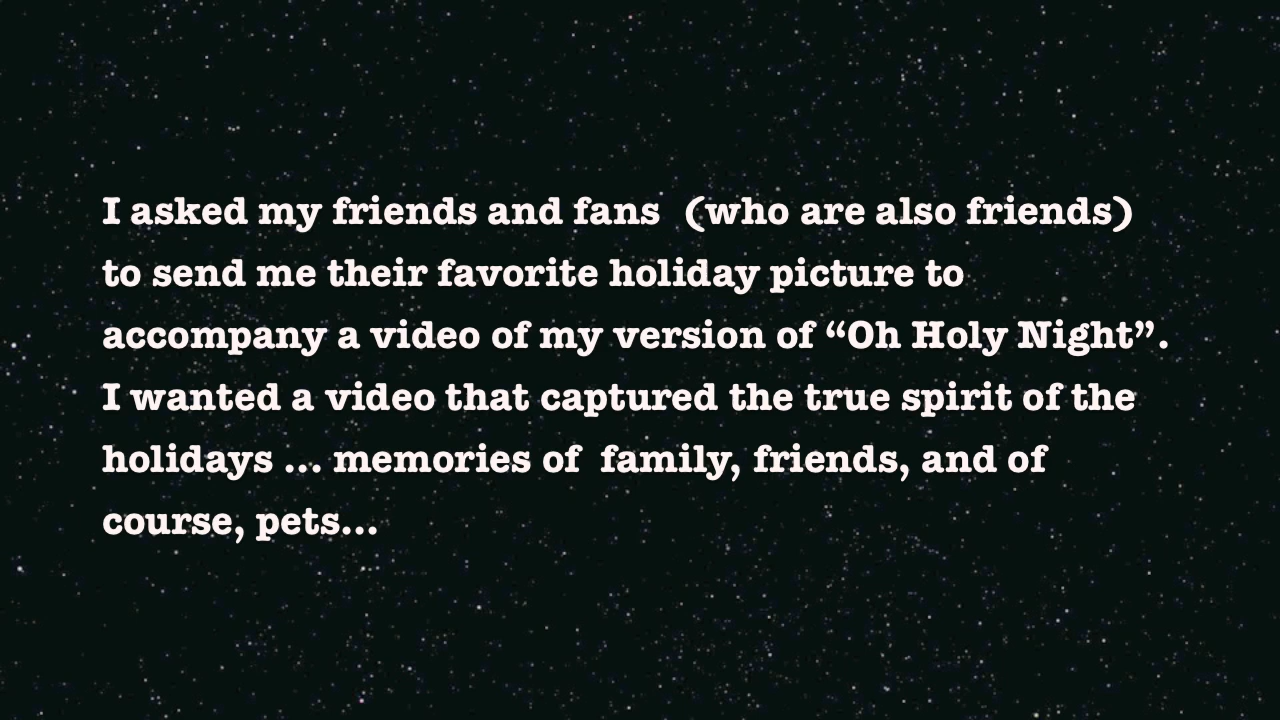 I asked my friends and fans  (who are also friends)
to send me their favorite holiday picture to
accompany a video of my version of “Oh Holy Night”.
I wanted a video that captured the true spirit of the
holidays ... memories of  family, friends, and of
course, pets...